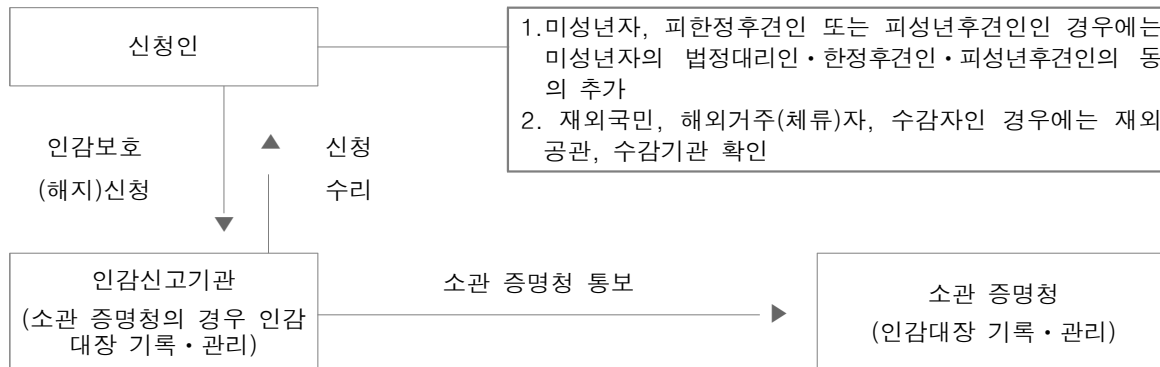 신청인
1.미성년자, 피한정후견인 또는 피성년후견인인 경우에는
미성년자의 법정대리인·한정후견인·피성년후견인의 동
의 추가
2. 재외국민, 해외거주(체류)자, 수감자인 경우에는 재외
공관, 수감기관 확인
인감보호
(해지)신청
신청
수리
인감신고기관
(소관 증명청의 경우 인감
대장 기록·관리)
소관 증명청 통보
소관 증명청
(인감대장 기록·관리)